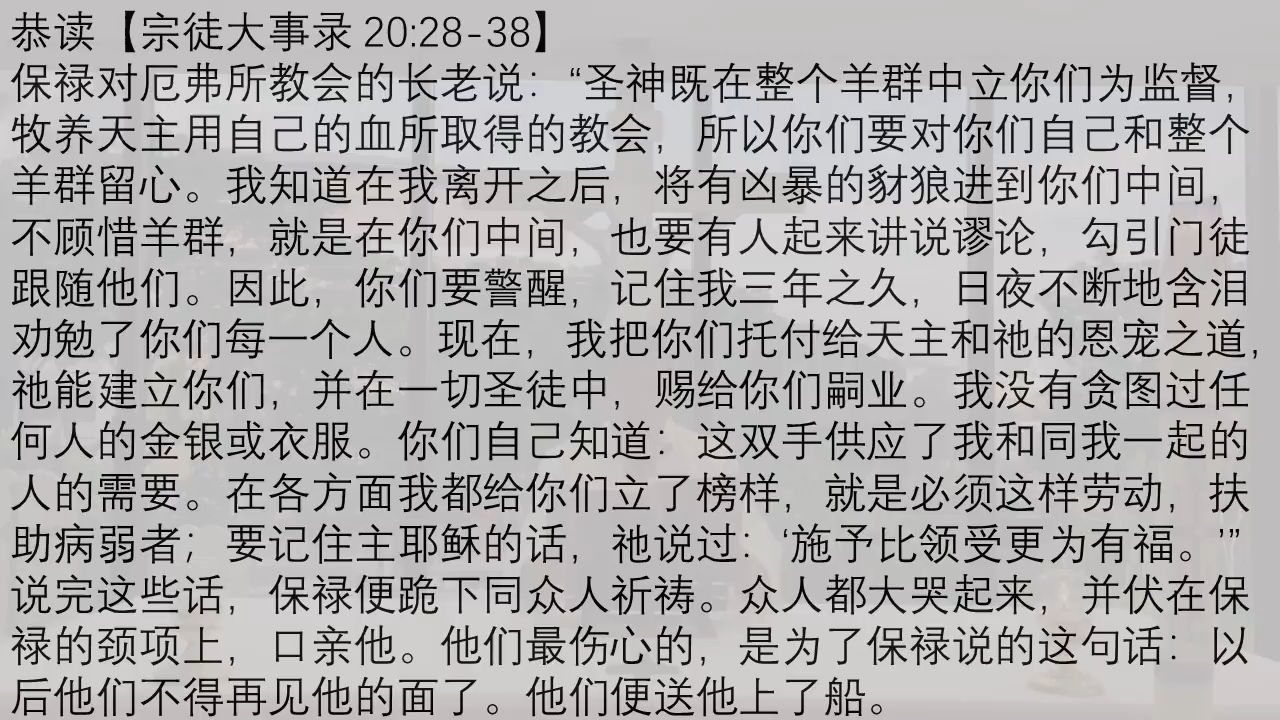 恭读【宗徒大事录 20:28-38】
保禄对厄弗所教会的长老说：“圣神既在整个羊群中立你们为监督，
牧养天主用自己的血所取得的教会，所以你们要对你们自己和整个
羊群留心。我知道在我离开之后，将有凶暴的豺狼进到你们中间，
不顾惜羊群，就是在你们中间，也要有人起来讲说谬论，勾引门徒
跟随他们。因此，你们要警醒，记住我三年之久，日夜不断地含泪
劝勉了你们每一个人。现在，我把你们托付给天主和祂的恩宠之道，
祂能建立你们，并在一切圣徒中，赐给你们嗣业。我没有贪图过任
何人的金银或衣服。你们自己知道：这双手供应了我和同我一起的
人的需要。在各方面我都给你们立了榜样，就是必须这样劳动，扶
助病弱者；要记住主耶稣的话，祂说过：‘施予比领受更为有福。’”
说完这些话，保禄便跪下同众人祈祷。众人都大哭起来，并伏在保
禄的颈项上，口亲他。他们最伤心的，是为了保禄说的这句话：以
后他们不得再见他的面了。他们便送他上了船。